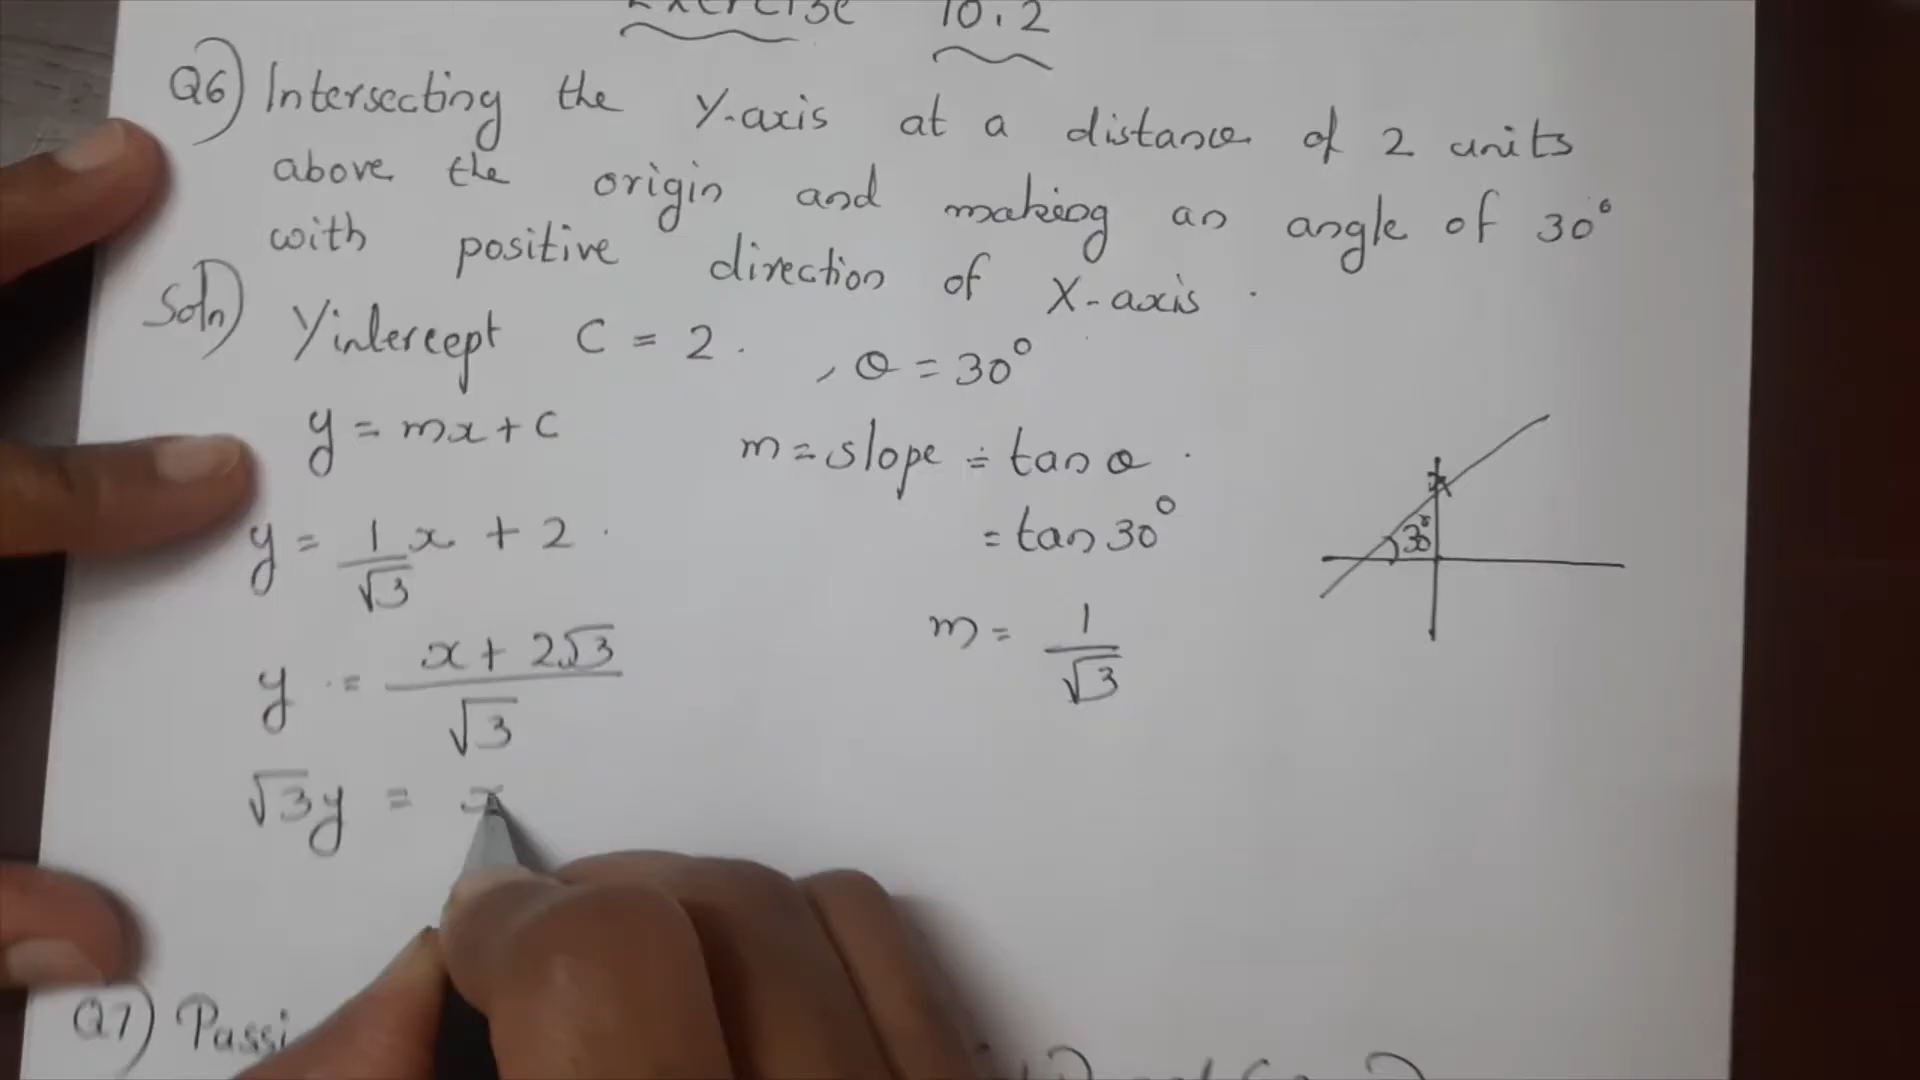 Exercise 10.2
Q6) Intersecting the Y-axis at a distance of 2 units
above the origin and making an angle of 30°
with positive direction of X-axis.
Soln) Y intercept C = 2. , θ = 30°
y = mx + c
m = slope = tan θ.
y = 1/√3 x + 2.
= tan 30°
30°
y = (x + 2√3)/√3
m = 1/√3
√3y = x
Q7) Passi